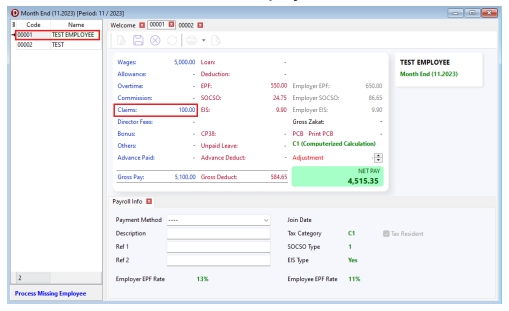 Month End (11.2023) [Period: 11 / 2023]
Code Name
00001 TEST EMPLOYEE
00002 TEST
Welcome 00001 00002
Wages: 5,000.00 Loan: -
Allowance: - Deduction: -
Overtime: - EPF: 550.00 Employer EPF: 650.00
Commission: - SOCSO: 24.75 Employer SOCSO: 86.65
Claims: 100.00 EIS: 9.90 Employer EIS: 9.90
Director Fees: - Gross Zakat: -
Bonus: - CP38: - PCB Print PCB -
Others: - Unpaid Leave: - C1 (Computerized Calculation)
Advance Paid: - Advance Deduct: - Adjustment -
Gross Pay: 5,100.00 Gross Deduct: 584.65
NET PAY
4,515.35
TEST EMPLOYEE
Month End (11.2023)
Payroll Info
Payment Method ---- Join Date
Description Tax Category C1 Tax Resident
Ref 1 SOCSO Type 1
Ref 2 EIS Type Yes
Employer EPF Rate 13% Employee EPF Rate 11%
2
Process Missing Employee